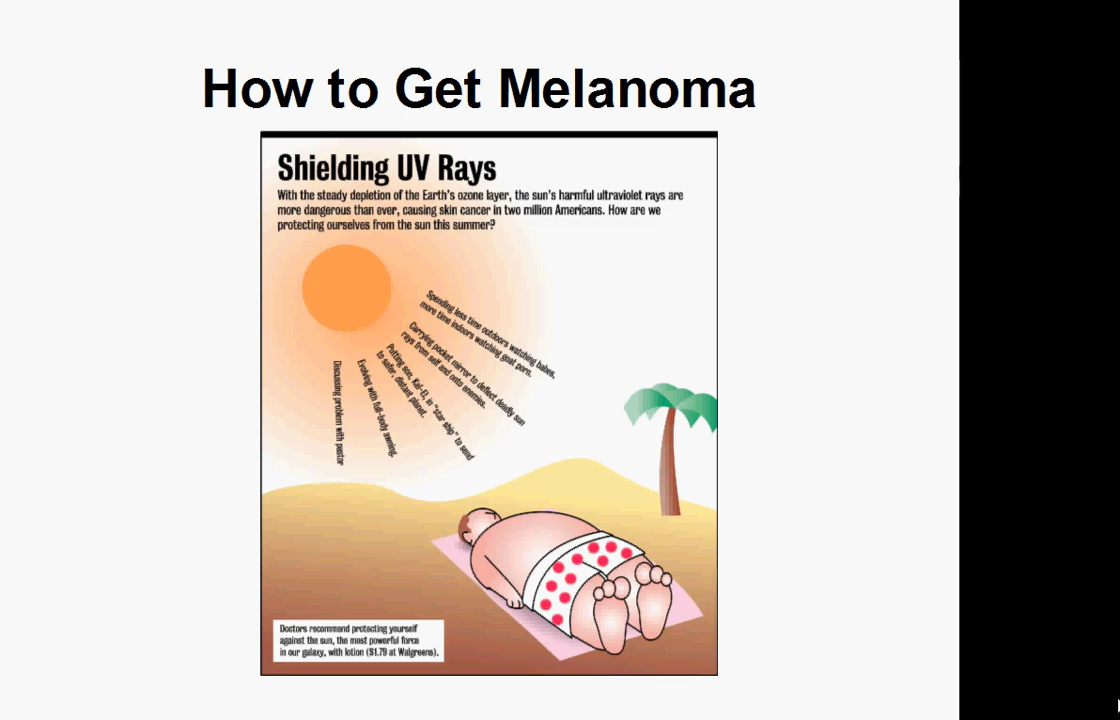 How to Get Melanoma
Shielding UV Rays
With the steady depletion of the Earth's ozone layer, the sun's harmful ultraviolet rays are
more dangerous than ever, causing skin cancer in two million Americans. How are we
protecting ourselves from the sun this summer?
Spending less time outdoors watching babes,
more time indoors watching goat porn.
Carrying pocket mirror to deflect deadly sun
rays from self and onto enemies.
Putting son, Kal-El, in "star ship" to send
to safer, distant planet.
Evolving with full-body awning.
Discussing problem with pastor
Doctors recommend protecting yourself
against the sun, the most powerful force
in our galaxy, with lotion ($1.79 at Walgreens).